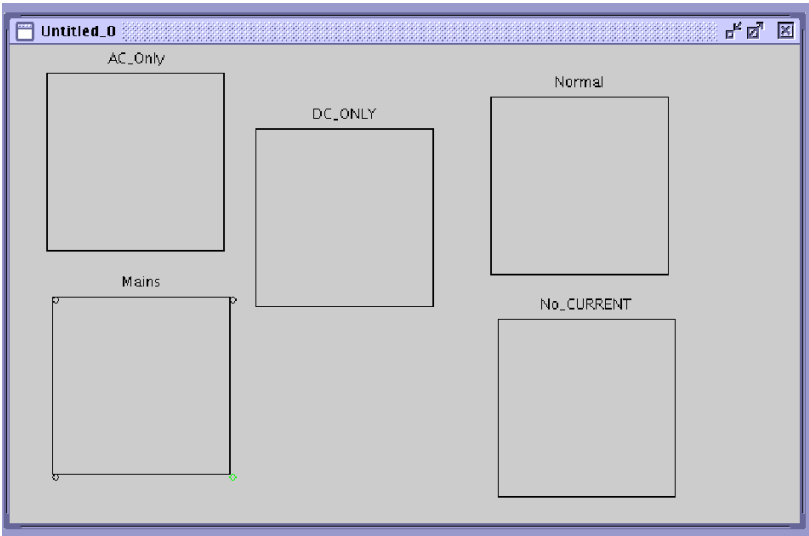 Untitled_0
AC_Only
Normal
DC_ONLY
Mains
No_CURRENT